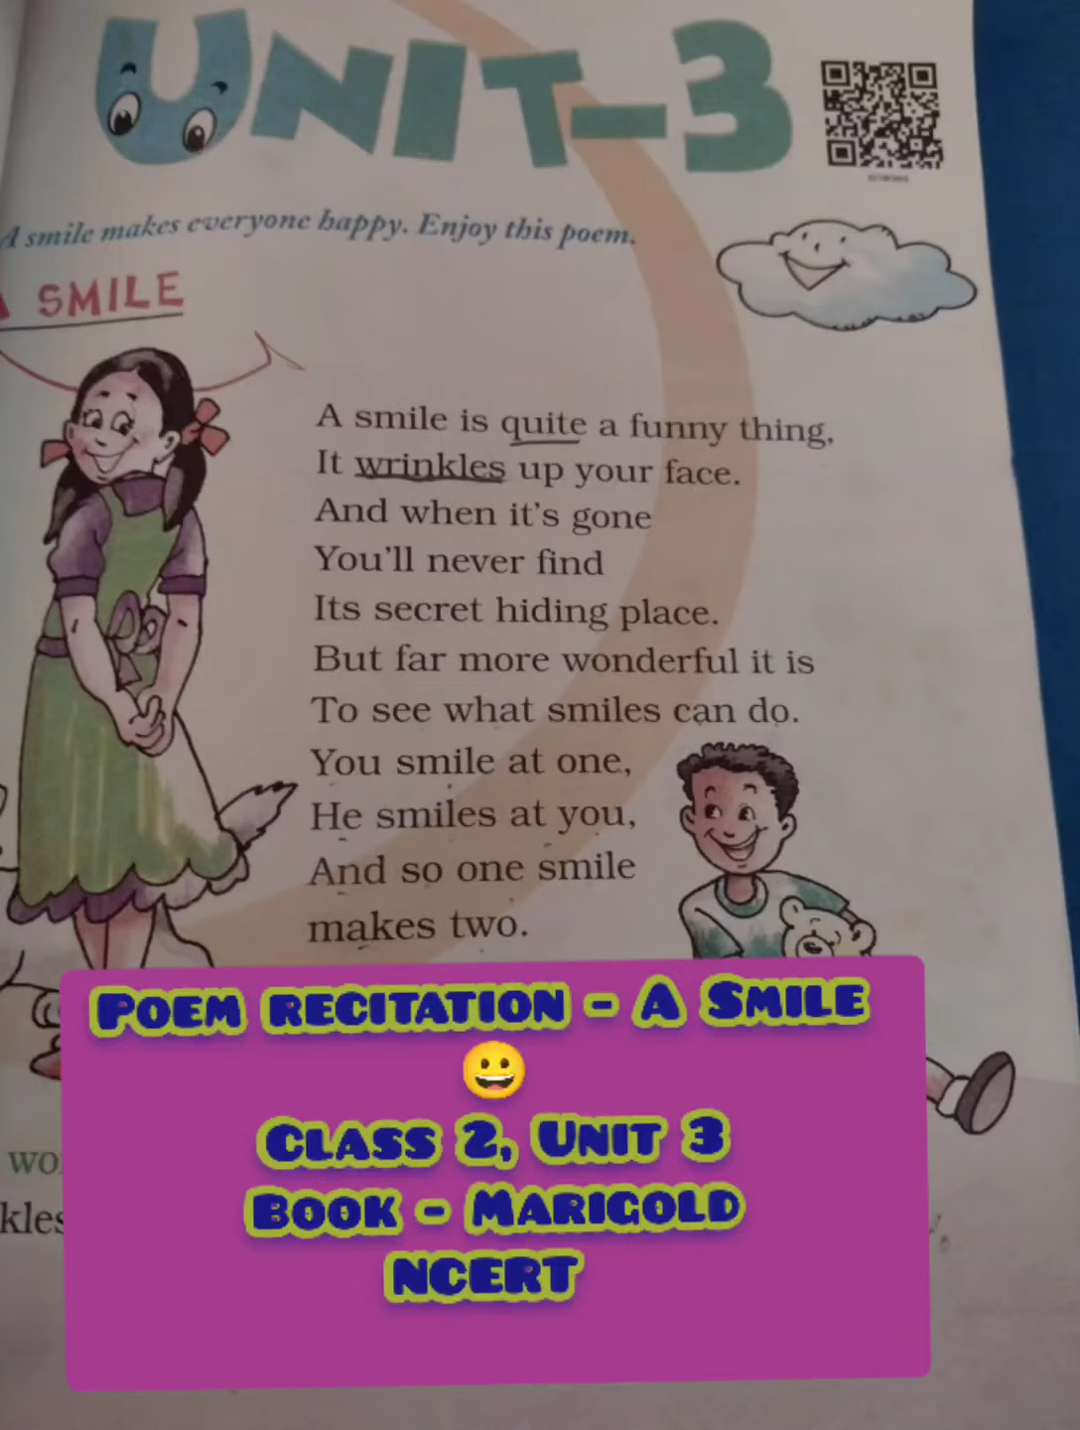 UNIT-3
A smile makes everyone happy. Enjoy this poem.
A SMILE
A smile is quite a funny thing,
It wrinkles up your face.
And when it's gone
You'll never find
Its secret hiding place.
But far more wonderful it is
To see what smiles can do.
You smile at one,
He smiles at you,
And so one smile
makes two.
POEM RECITATION - A SMILE
😀
CLASS 2, UNIT 3
BOOK - MARIGOLD
NCERT